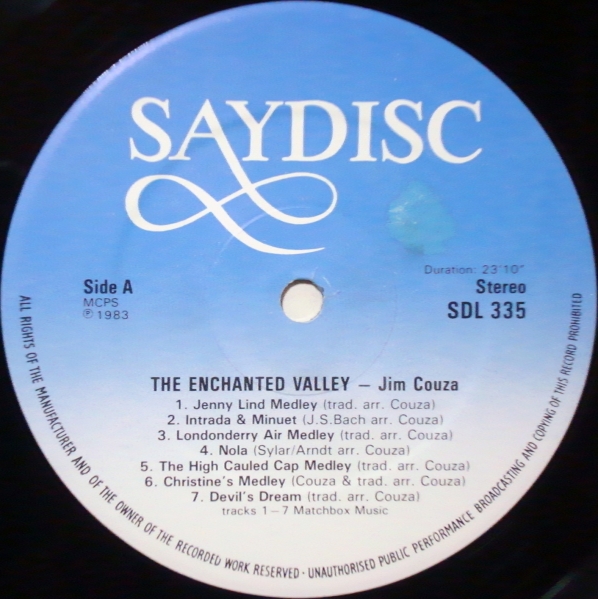 SAYDISC
Duration: 23'10"
Side A
Stereo
MCPS
℗ 1983
SDL 335
THE ENCHANTED VALLEY – Jim Couza
1. Jenny Lind Medley (trad. arr. Couza)
2. Intrada & Minuet (J.S.Bach arr. Couza)
3. Londonderry Air Medley (trad. arr. Couza)
4. Nola (Sylar/Arndt arr. Couza)
5. The High Cauled Cap Medley (trad. arr. Couza)
6. Christine's Medley (Couza & trad. arr. Couza)
7. Devil's Dream (trad. arr. Couza)
tracks 1–7 Matchbox Music
ALL RIGHTS OF THE MANUFACTURER AND OF THE OWNER OF THE RECORDED WORK RESERVED · UNAUTHORISED PUBLIC PERFORMANCE BROADCASTING AND COPYING OF THIS RECORD PROHIBITED